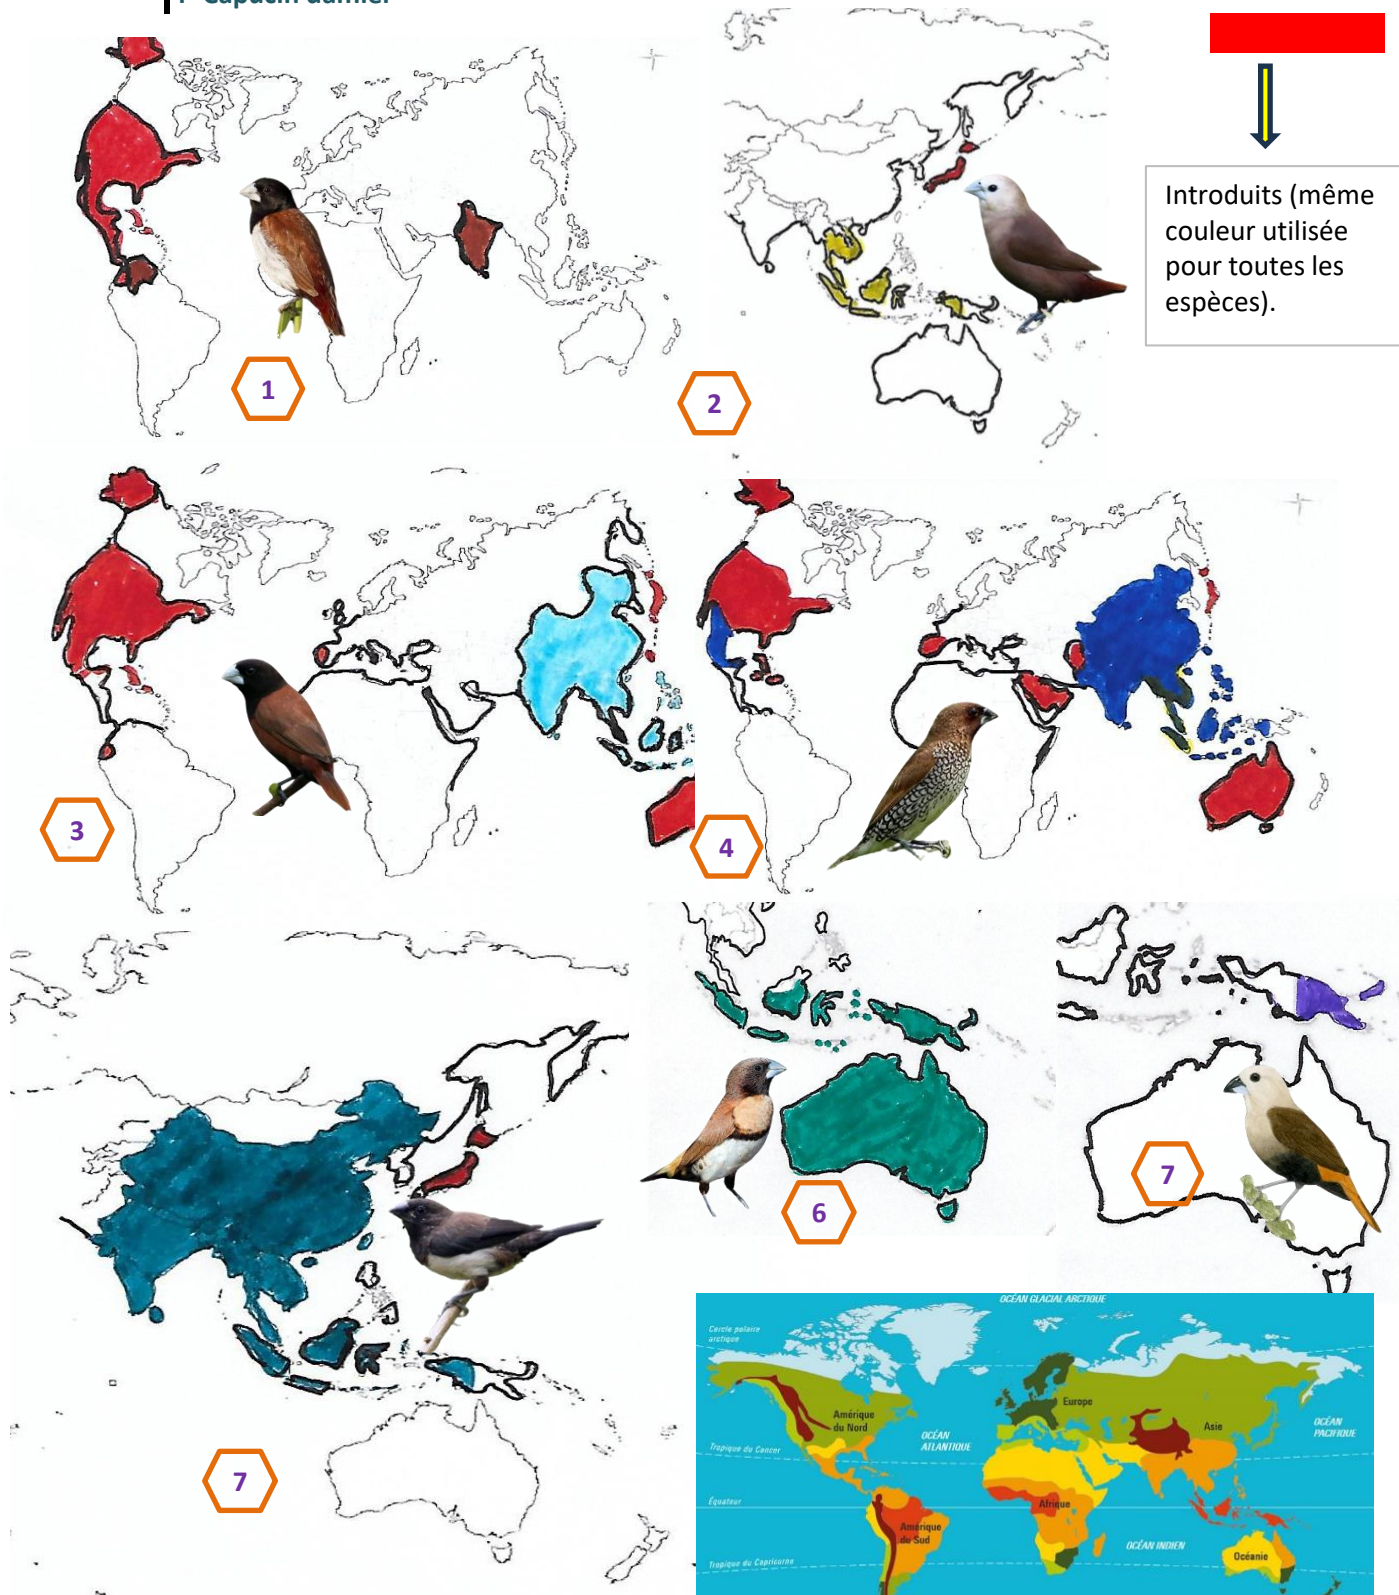 Capucin damier
1
2
Introduits (même
couleur utilisée
pour toutes les
espèces).
3
4
6
7
7
OCÉAN GLACIAL ARCTIQUE
Cercle polaire
arctique
Amérique
du Nord
Europe
Asie
OCÉAN
ATLANTIQUE
OCÉAN
PACIFIQUE
Tropique du Cancer
Équateur
Afrique
Amérique
du Sud
OCÉAN INDIEN
Océanie
Tropique du Capricorne